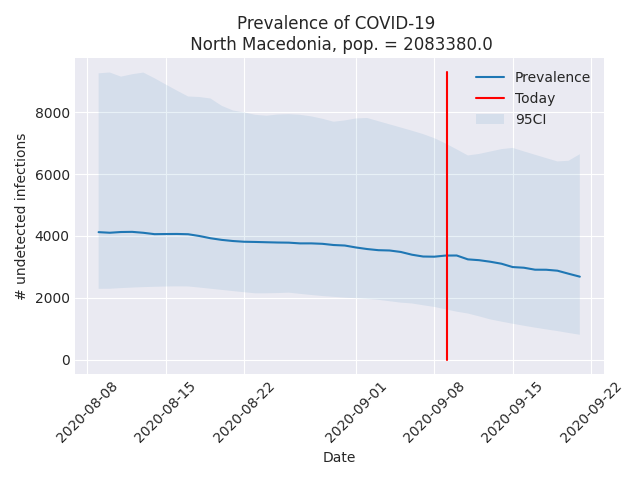 Prevalence of COVID-19
North Macedonia, pop. = 2083380.0
Prevalence
Today
95CI
# undetected infections
8000
6000
4000
2000
0
2020-08-08
2020-08-15
2020-08-22
2020-09-01
2020-09-08
2020-09-15
2020-09-22
Date